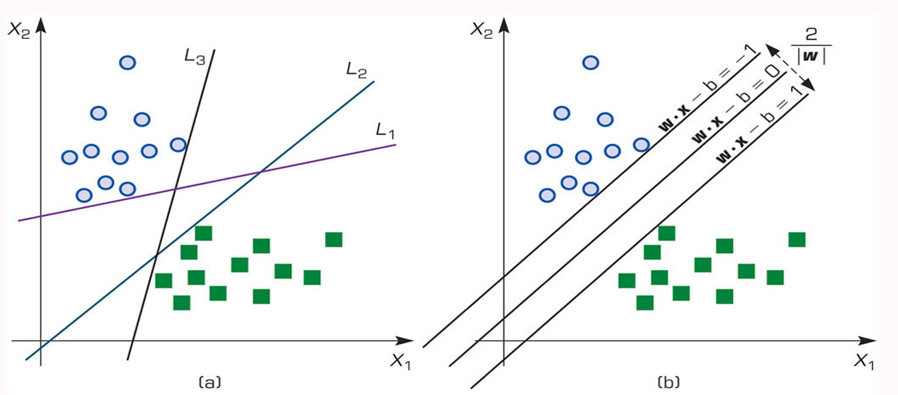 X₂
L₃
L₂
L₁
X₁
(a)
X₂
w·x – b = –1
w·x – b = 0
w·x – b = 1
2
|w|
X₁
(b)